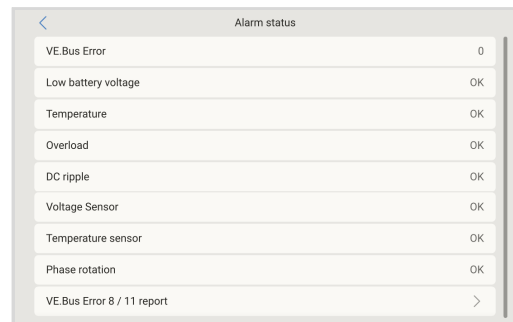 Alarm status
VE.Bus Error 0
Low battery voltage OK
Temperature OK
Overload OK
DC ripple OK
Voltage Sensor OK
Temperature sensor OK
Phase rotation OK
VE.Bus Error 8 / 11 report